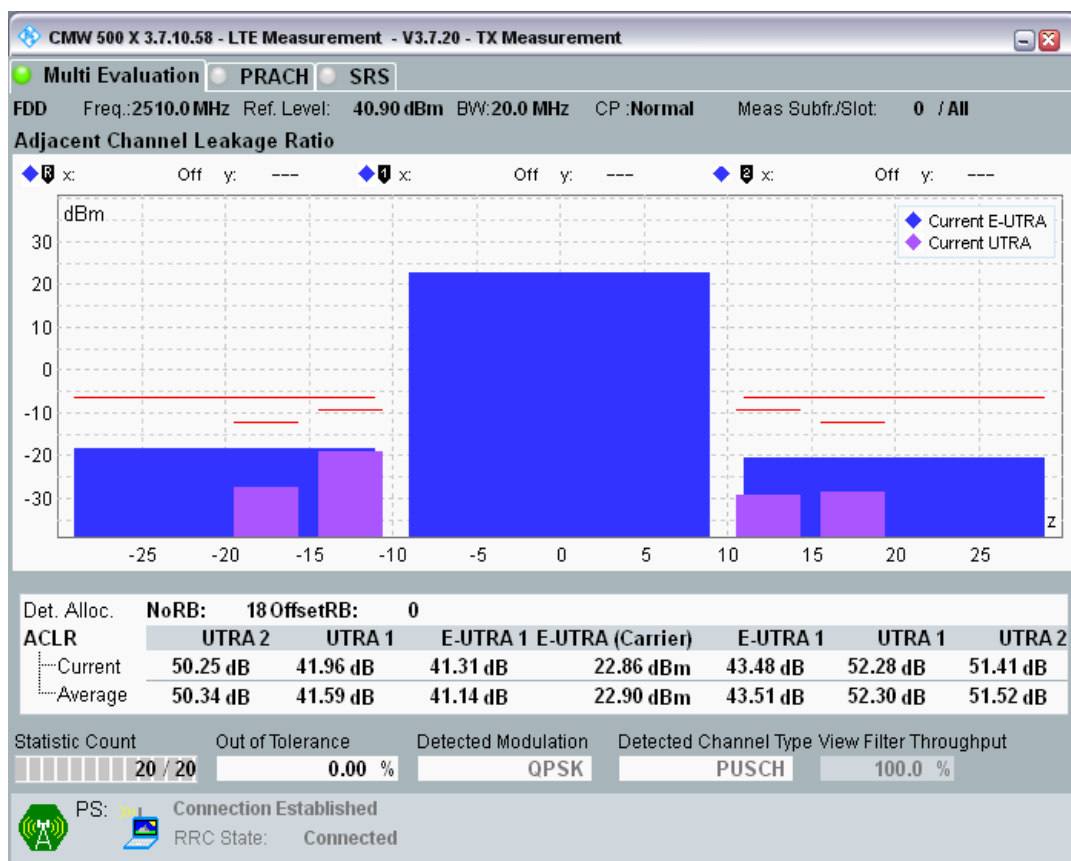 CMW 500 X 3.7.10.58 - LTE Measurement - V3.7.20 - TX Measurement
Multi Evaluation PRACH SRS
FDD Freq.:2510.0 MHz Ref. Level: 40.90 dBm BW:20.0 MHz CP :Normal Meas Subfr./Slot: 0 / All
Adjacent Channel Leakage Ratio
R x: Off y: --- 1 x: Off y: --- 2 x: Off y: ---
dBm
Current E-UTRA
Current UTRA
30
20
10
0
-10
-20
-30
z
-25 -20 -15 -10 -5 0 5 10 15 20 25
Det. Alloc. NoRB: 18 OffsetRB: 0
ACLR UTRA 2 UTRA 1 E-UTRA 1 E-UTRA (Carrier) E-UTRA 1 UTRA 1 UTRA 2
Current 50.25 dB 41.96 dB 41.31 dB 22.86 dBm 43.48 dB 52.28 dB 51.41 dB
Average 50.34 dB 41.59 dB 41.14 dB 22.90 dBm 43.51 dB 52.30 dB 51.52 dB
Statistic Count Out of Tolerance Detected Modulation Detected Channel Type View Filter Throughput
20 / 20 0.00 % QPSK PUSCH 100.0 %
PS: Connection Established
RRC State: Connected